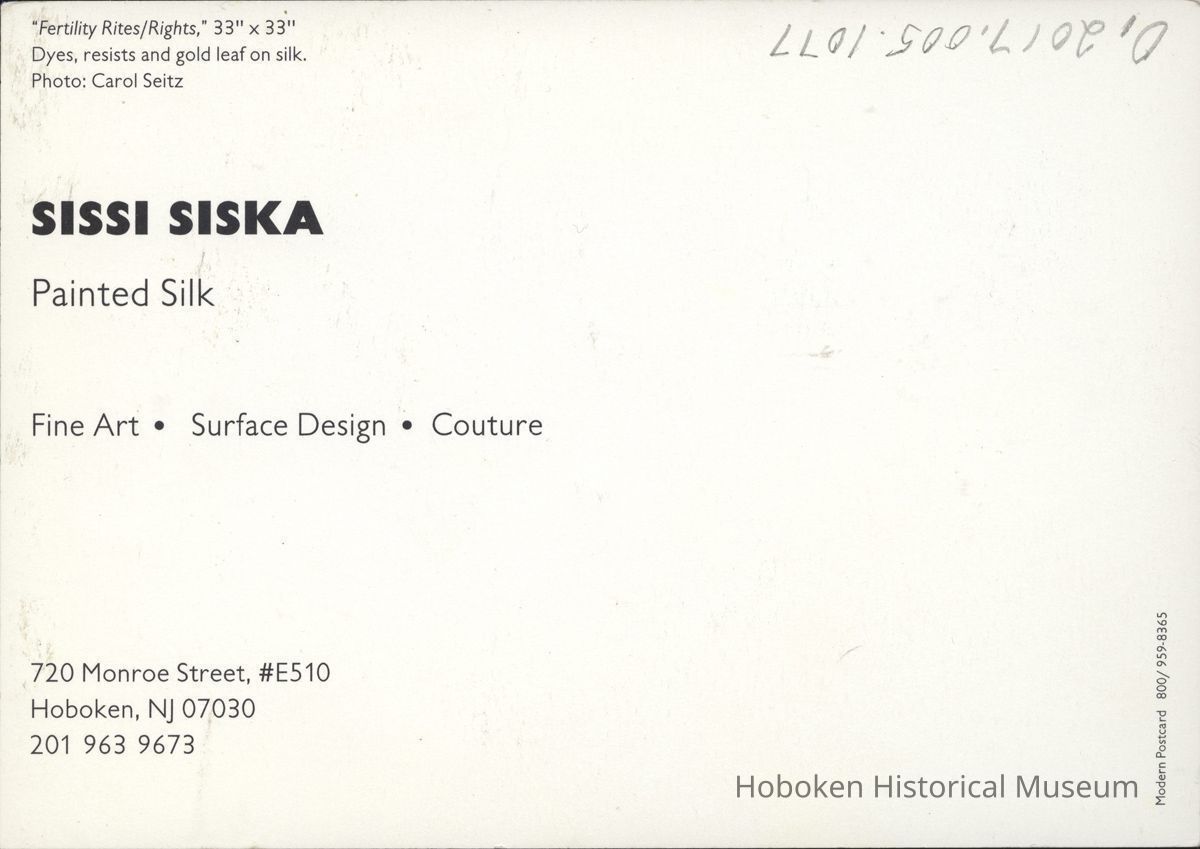 "Fertility Rites/Rights," 33" x 33"
Dyes, resists and gold leaf on silk.
Photo: Carol Seitz
D, 2017.005.1077
SISSI SISKA
Painted Silk
Fine Art • Surface Design • Couture
720 Monroe Street, #E510
Hoboken, NJ 07030
201 963 9673
Hoboken Historical Museum
Modern Postcard 800/ 959-8365